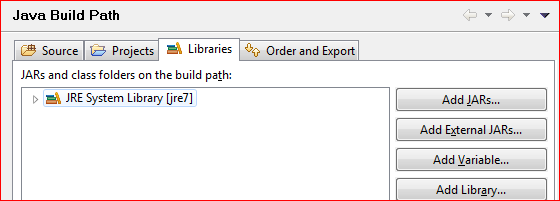 Java Build Path
Source Projects Libraries Order and Export
JARs and class folders on the build path:
JRE System Library [jre7]
Add JARs...
Add External JARs...
Add Variable...
Add Library...